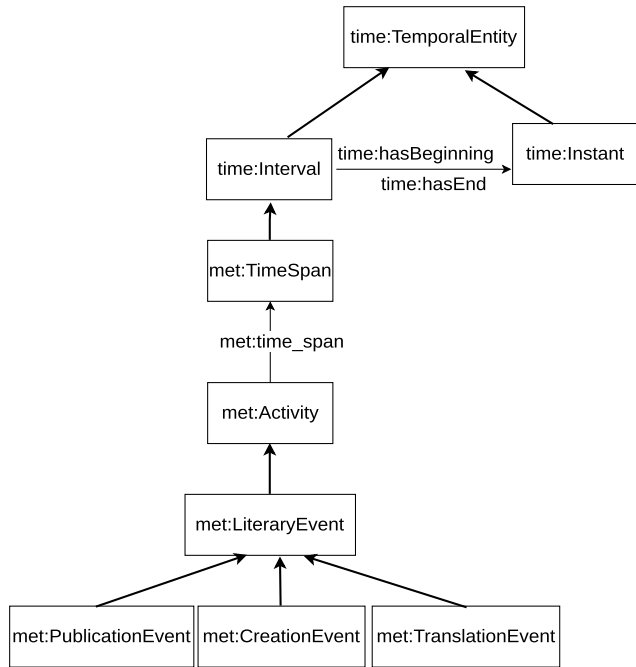 time:TemporalEntity
time:Interval
time:hasBeginning
time:hasEnd
time:Instant
met:TimeSpan
met:time_span
met:Activity
met:LiteraryEvent
met:PublicationEvent
met:CreationEvent
met:TranslationEvent